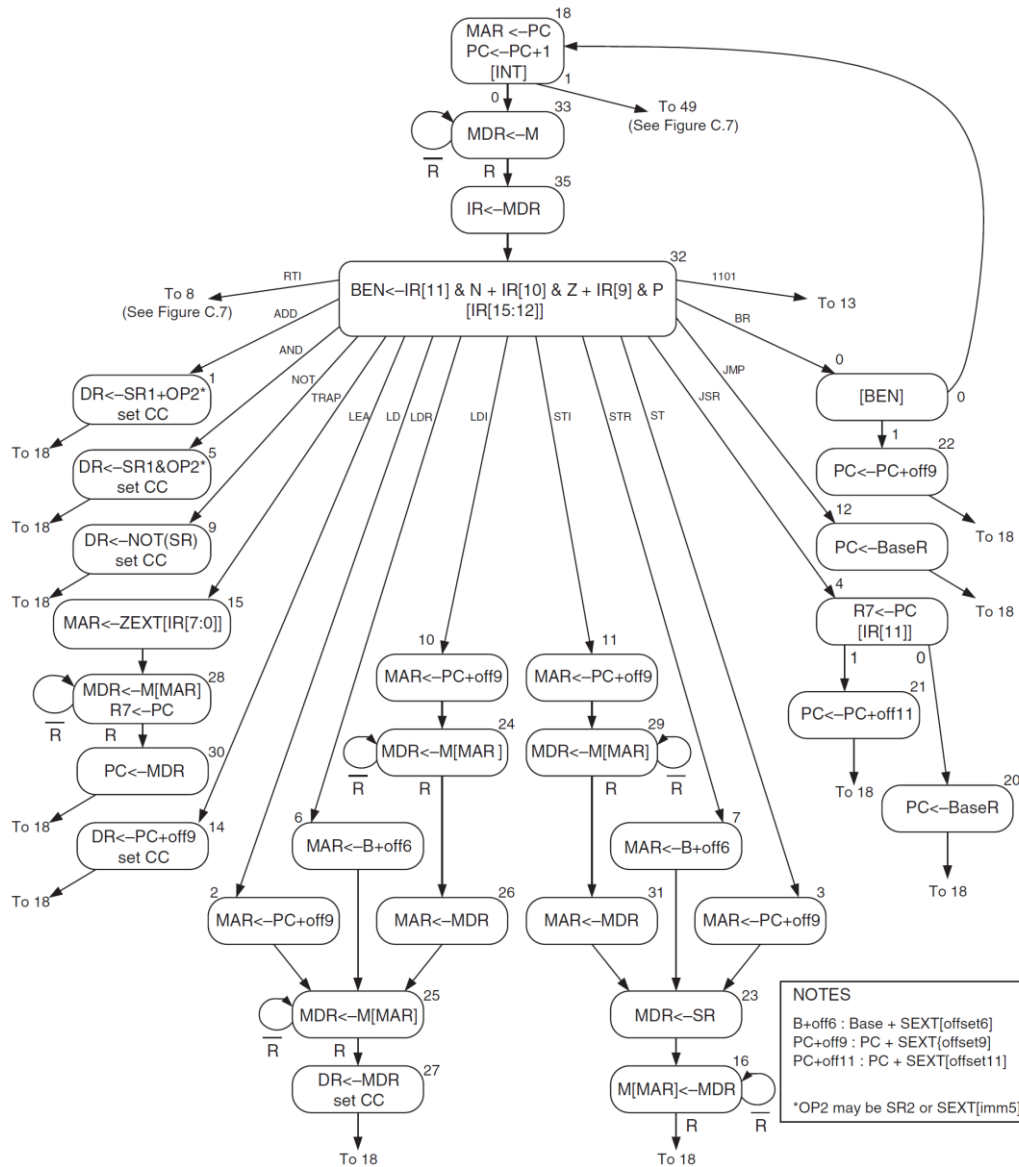 18
MAR <–PC
PC<–PC+1
[INT]
0
1
To 49
(See Figure C.7)
33
MDR<–M
R
R
35
IR<–MDR
32
BEN<–IR[11] & N + IR[10] & Z + IR[9] & P
[IR[15:12]]
RTI
To 8
(See Figure C.7)
1101
To 13
ADD
AND
NOT
TRAP
LEA
LD
LDR
LDI
STI
STR
ST
JSR
JMP
BR
1
DR<–SR1+OP2*
set CC
To 18
5
DR<–SR1&OP2*
set CC
To 18
9
DR<–NOT(SR)
set CC
To 18
15
MAR<–ZEXT[IR[7:0]]
28
MDR<–M[MAR]
R7<–PC
R
R
30
PC<–MDR
To 18
14
DR<–PC+off9
set CC
To 18
0
[BEN]
0
1
22
PC<–PC+off9
To 18
12
PC<–BaseR
To 18
4
R7<–PC
[IR[11]]
1
0
21
PC<–PC+off11
To 18
20
PC<–BaseR
To 18
10
MAR<–PC+off9
24
MDR<–M[MAR]
R
R
11
MAR<–PC+off9
29
MDR<–M[MAR]
R
R
6
MAR<–B+off6
7
MAR<–B+off6
2
MAR<–PC+off9
26
MAR<–MDR
31
MAR<–MDR
3
MAR<–PC+off9
25
MDR<–M[MAR]
R
R
27
DR<–MDR
set CC
To 18
23
MDR<–SR
16
M[MAR]<–MDR
R
R
To 18
NOTES
B+off6 : Base + SEXT[offset6]
PC+off9 : PC + SEXT{offset9]
PC+off11 : PC + SEXT[offset11]
*OP2 may be SR2 or SEXT[imm5]